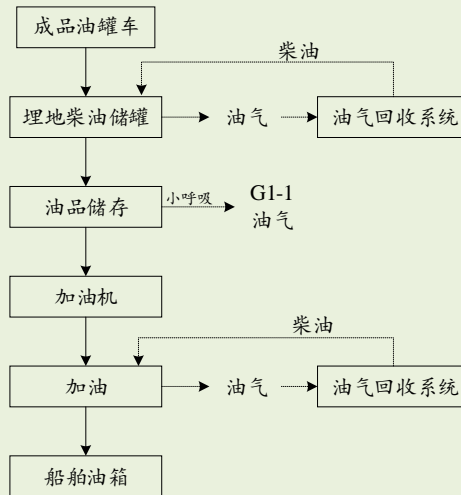 成品油罐车
柴油
埋地柴油储罐
油气
油气回收系统
油品储存
小呼吸
G1-1
油气
加油机
柴油
加油
油气
油气回收系统
船舶油箱